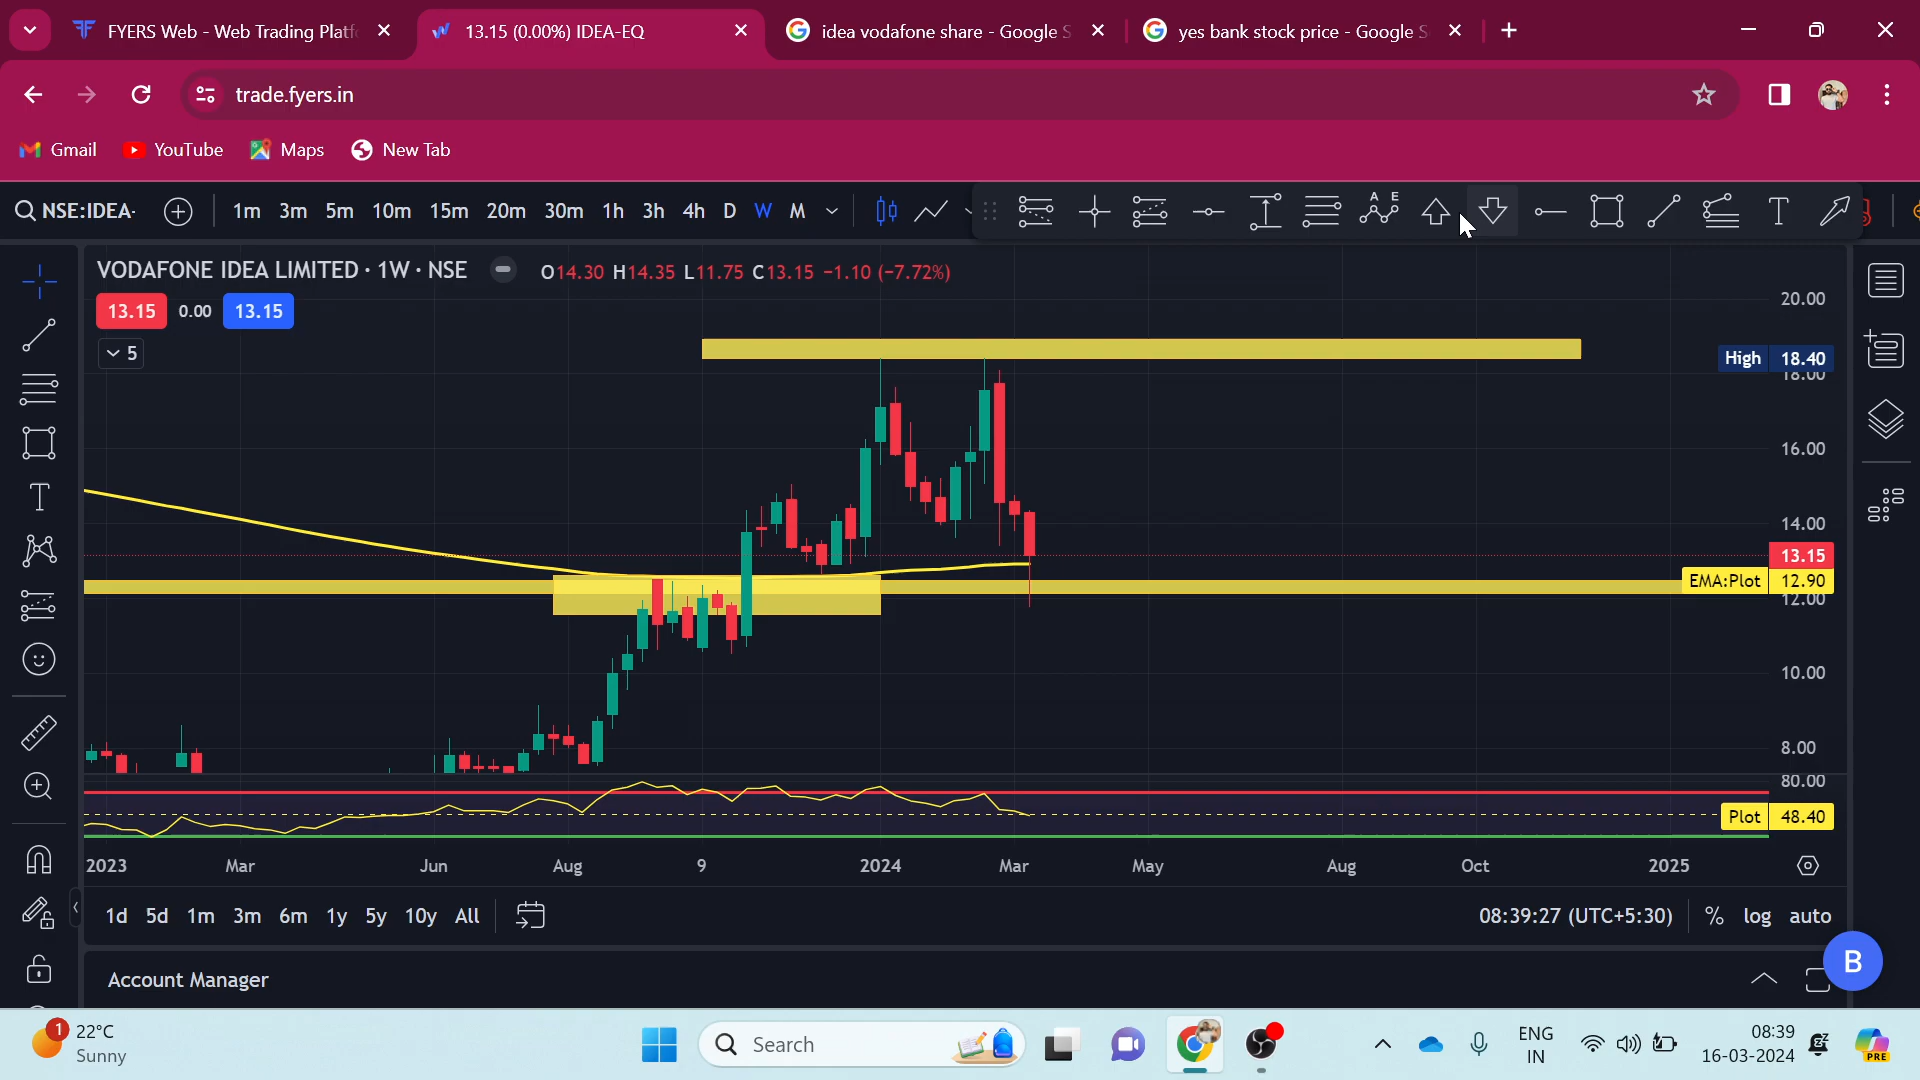 FYERS Web - Web Trading Platf
13.15 (0.00%) IDEA-EQ
idea vodafone share - Google S
yes bank stock price - Google S
trade.fyers.in
Gmail
YouTube
Maps
New Tab
NSE:IDEA-
1m 3m 5m 10m 15m 20m 30m 1h 3h 4h D W M
A E
T
VODAFONE IDEA LIMITED · 1W · NSE
O14.30 H14.35 L11.75 C13.15 −1.10 (−7.72%)
13.15 0.00 13.15
5
20.00
High 18.40
18.00
16.00
14.00
13.15
EMA:Plot 12.90
12.00
10.00
8.00
80.00
Plot 48.40
2023 Mar Jun Aug 9 2024 Mar May Aug Oct 2025
1d 5d 1m 3m 6m 1y 5y 10y All
08:39:27 (UTC+5:30) % log auto
B
Account Manager
1
22°C
Sunny
Search
ENG
IN
08:39
16-03-2024
PRE